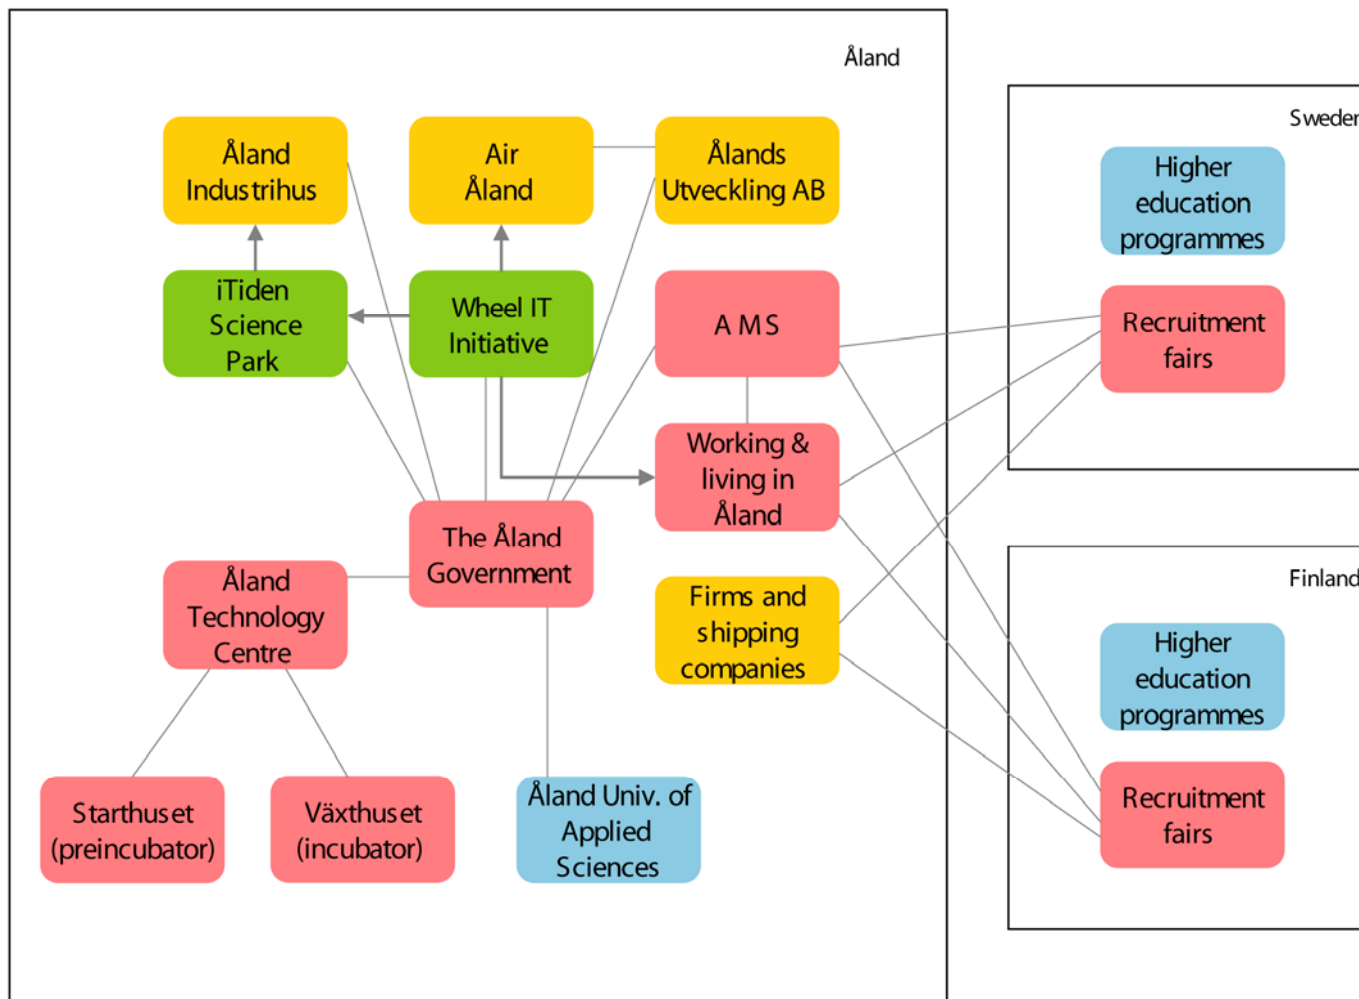 Åland
Åland
Industrihus
Air
Åland
Ålands
Utveckling AB
iTiden
Science
Park
Wheel IT
Initiative
A M S
Working &
living in
Åland
The Åland
Government
Åland
Technology
Centre
Firms and
shipping
companies
Starthuset
(preincubator)
Växthuset
(incubator)
Åland Univ. of
Applied
Sciences
Sweden
Higher
education
programmes
Recruitment
fairs
Finland
Higher
education
programmes
Recruitment
fairs